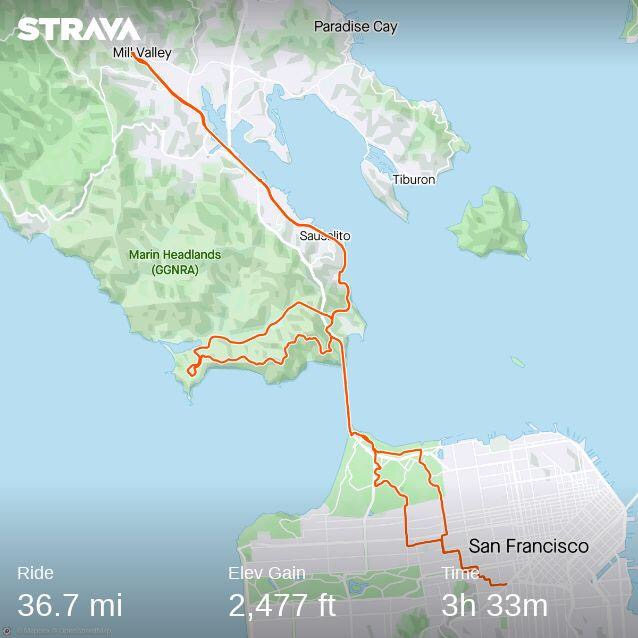 STRAVA
Paradise Cay
Mill Valley
Tiburon
Sausalito
Marin Headlands
(GGNRA)
San Francisco
Ride
36.7 mi
Elev Gain
2,477 ft
Time
3h 33m
© Mapbox © OpenStreetMap